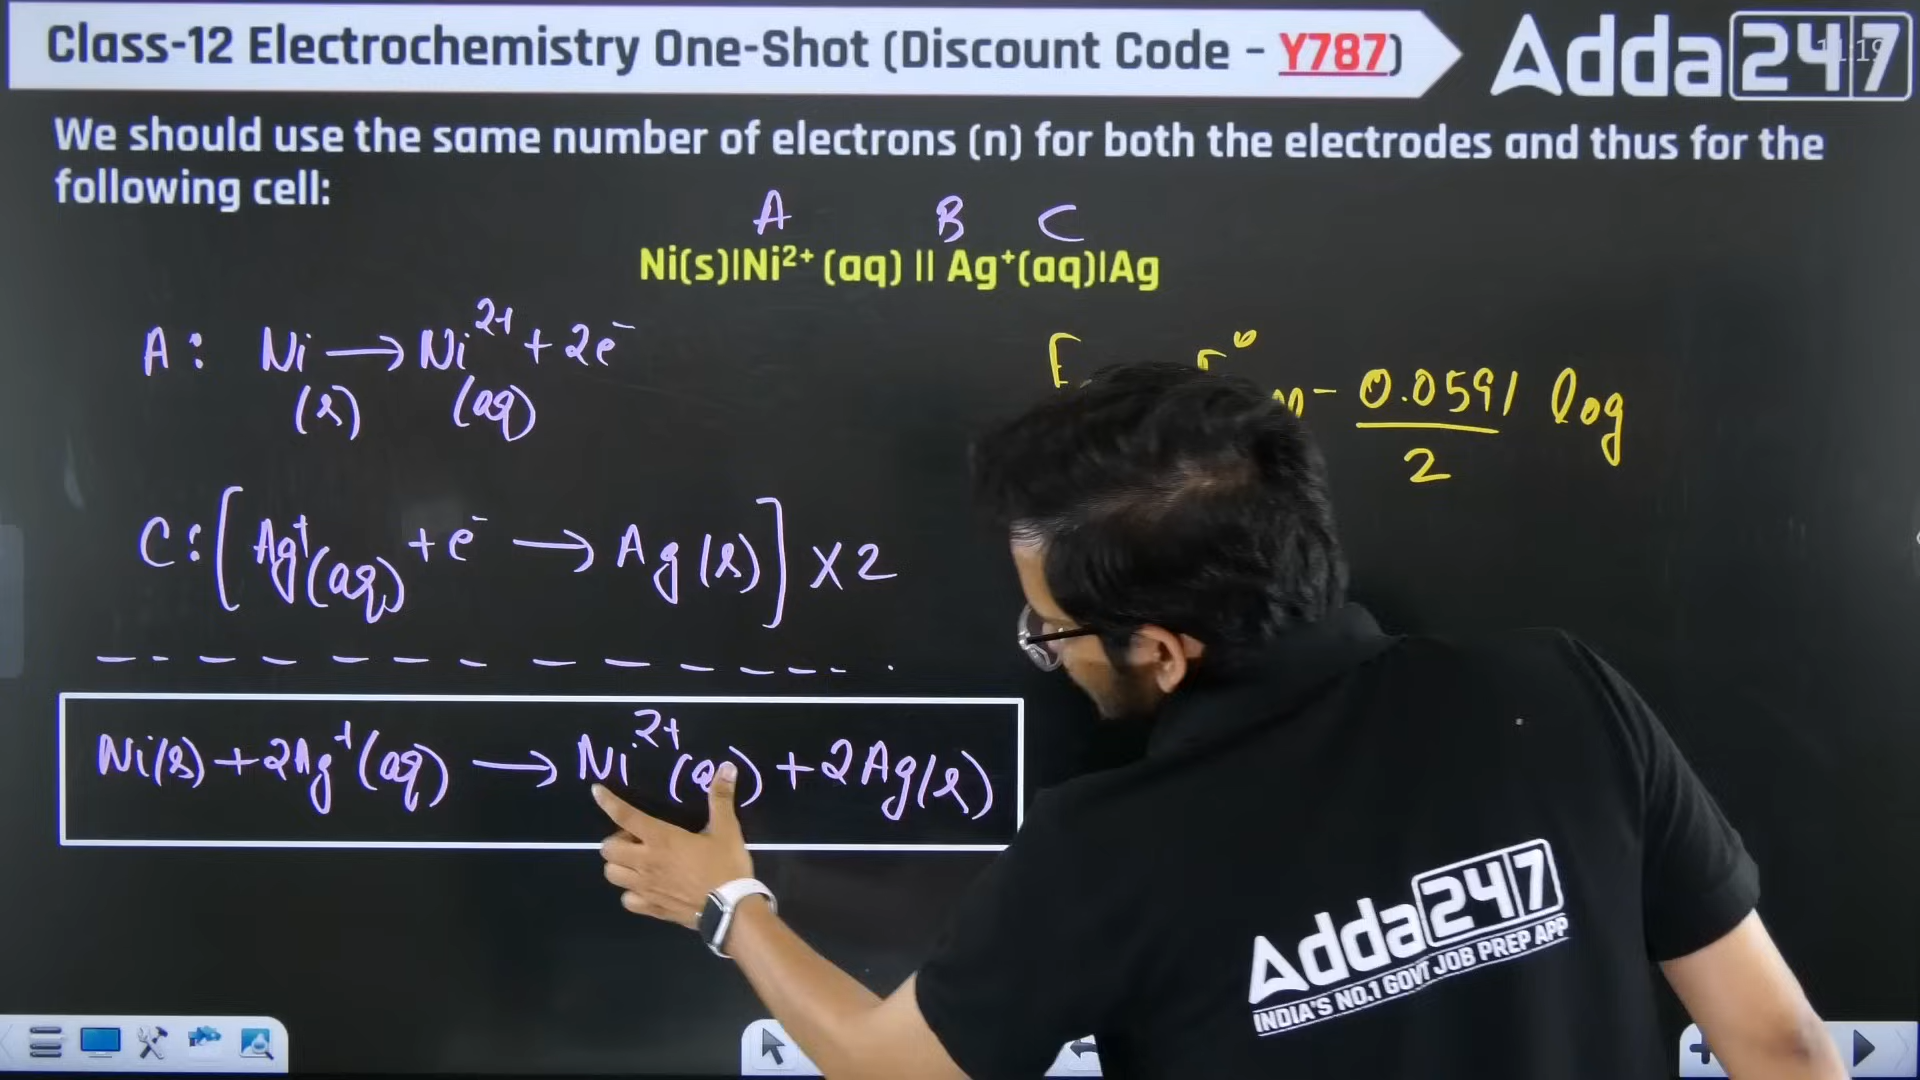 Class-12 Electrochemistry One-Shot (Discount Code - Y787)
Adda247
11:19
We should use the same number of electrons (n) for both the electrodes and thus for the
following cell:
A B C
Ni(s)|Ni²⁺ (aq) || Ag⁺(aq)|Ag
A: Ni → Ni²⁺ + 2e⁻
(s) (aq)
E° - 0.0591/2 log
C: [Ag⁺(aq) + e⁻ → Ag(s)] × 2
Ni(s) + 2Ag⁺(aq) → Ni²⁺(aq) + 2Ag(s)
Adda247
INDIA'S NO.1 GOVT JOB PREP APP